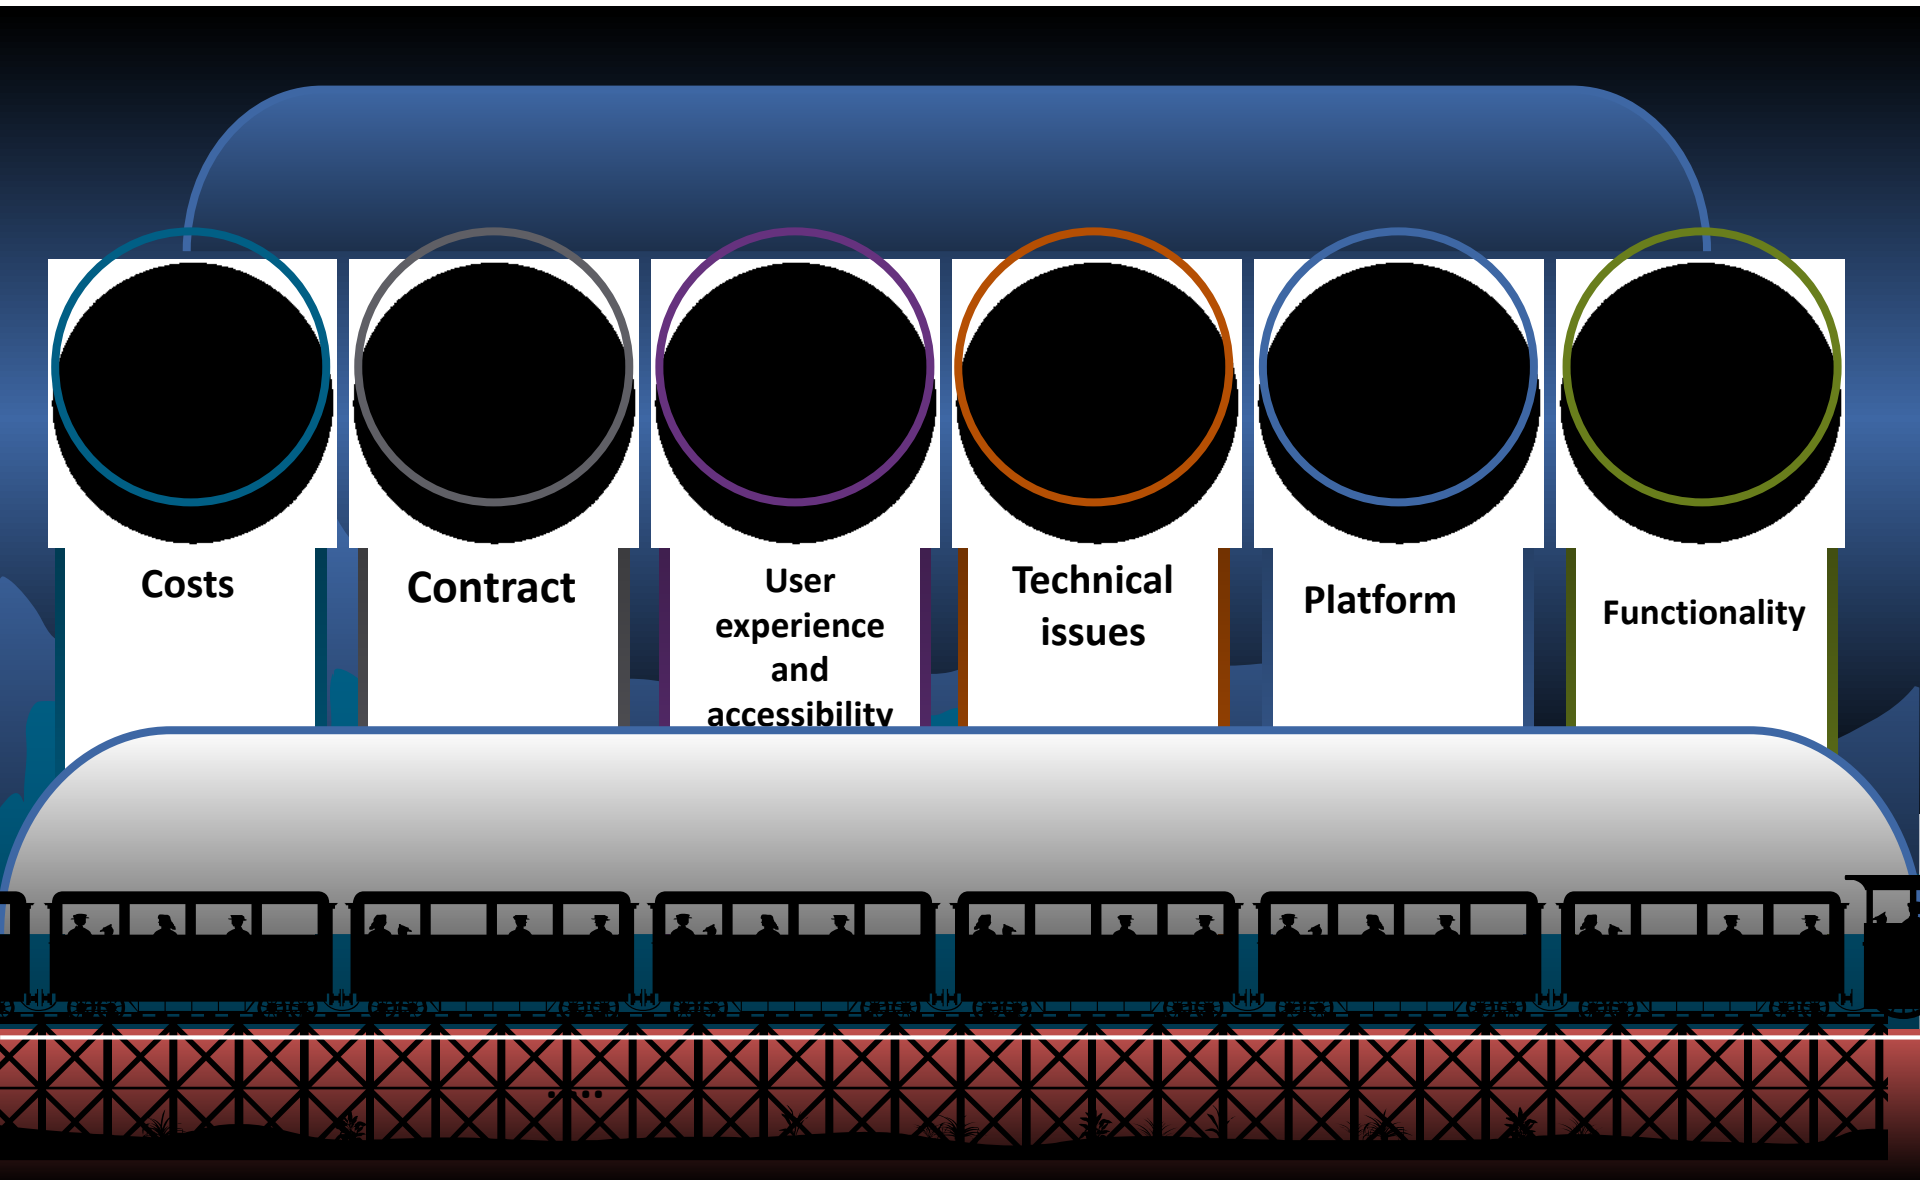 Costs
Contract
User
experience
and
accessibility
Technical
issues
Platform
Functionality